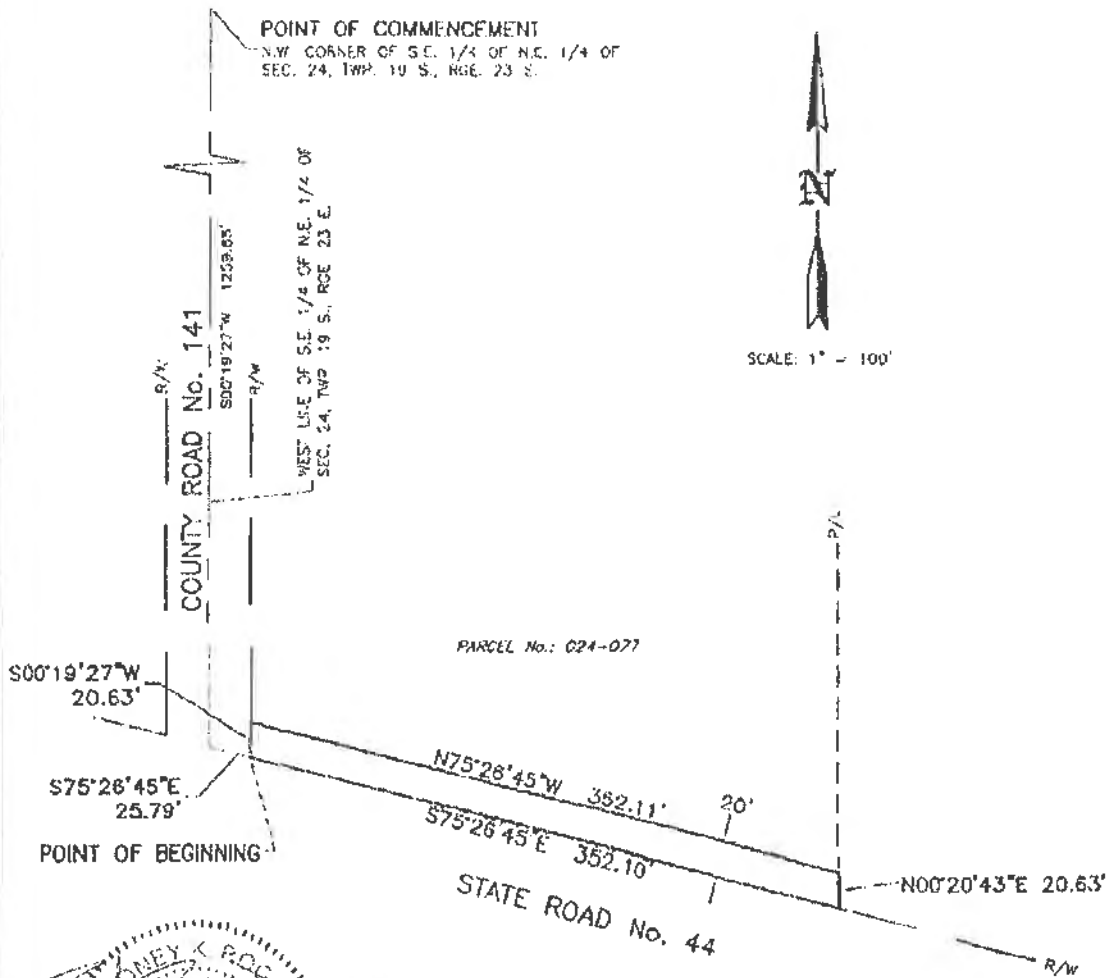 POINT OF COMMENCEMENT
N.W. CORNER OF S.E. 1/4 OF N.E. 1/4 OF
SEC. 24, TWP. 19 S., RGE. 23 E.
N
SCALE: 1" = 100'
WEST LINE OF S.E. 1/4 OF N.E. 1/4 OF
SEC. 24, TWP. 19 S., RGE 23 E.
S00°19'27"W 1259.65'
R/W
COUNTY ROAD No. 141
R/W
P/L
PARCEL No.: 024-077
S00°19'27"W
20.63'
N75°26'45"W 352.11' 20'
S75°26'45"E
25.79'
S75°26'45"E 352.10'
POINT OF BEGINNING
N00°20'43"E 20.63'
STATE ROAD No. 44
R/W